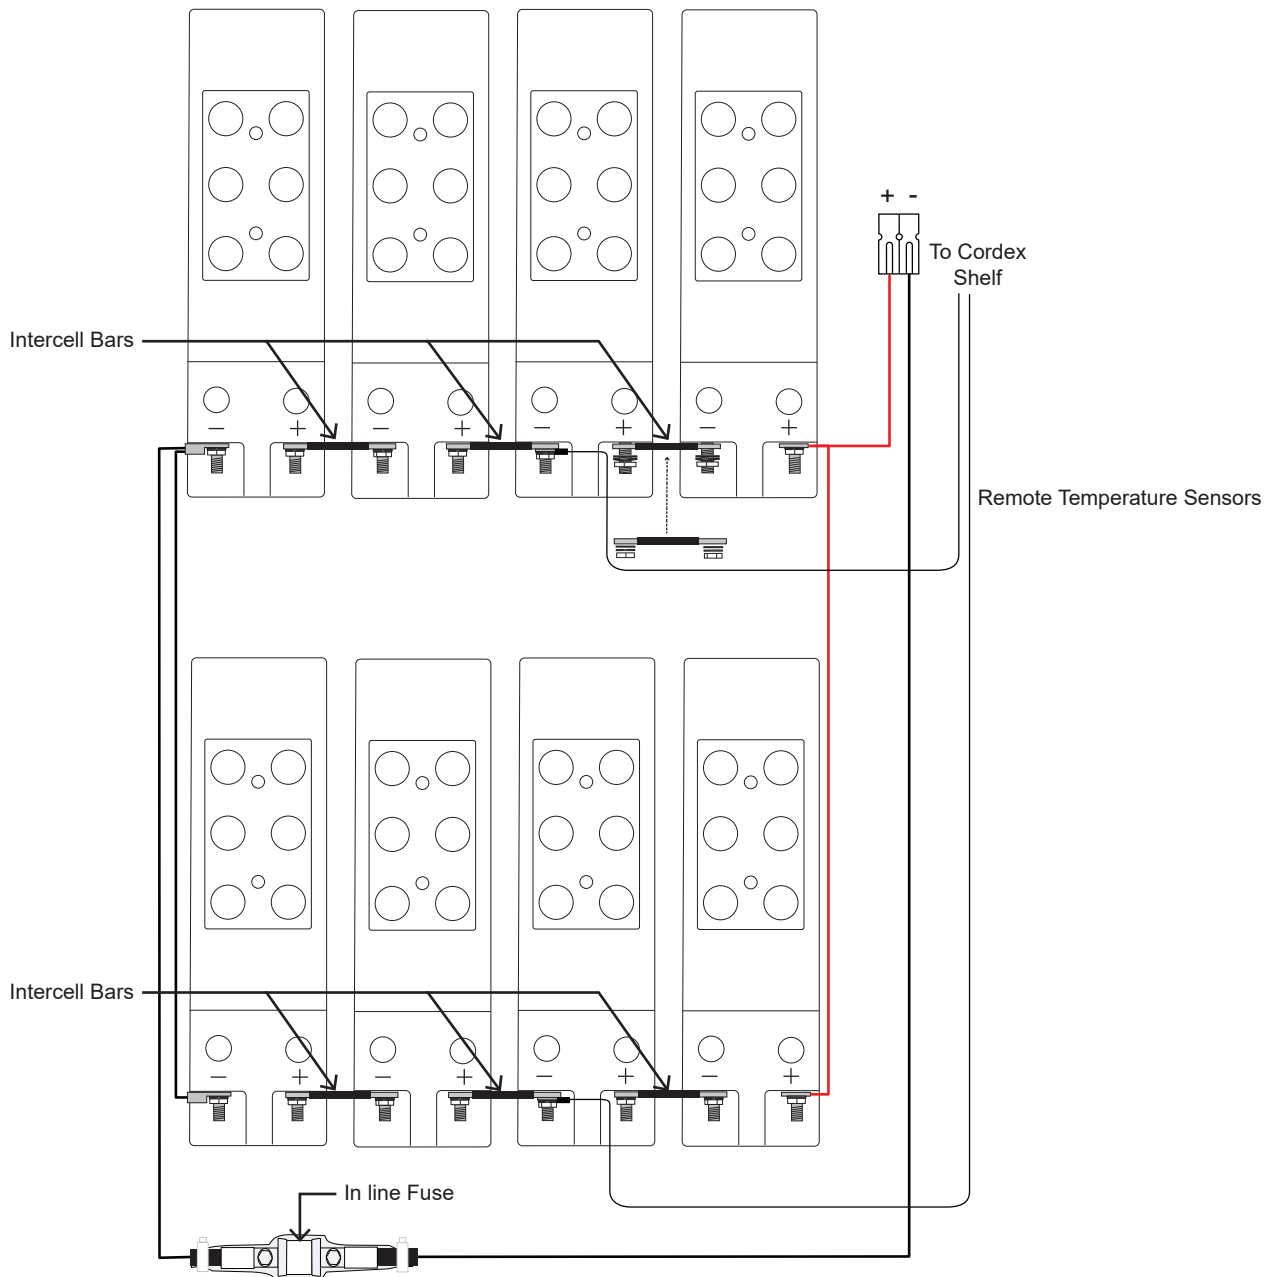 + -
To Cordex
Shelf
Intercell Bars
− + − + − + − +
Remote Temperature Sensors
Intercell Bars
− + − + − + − +
In line Fuse